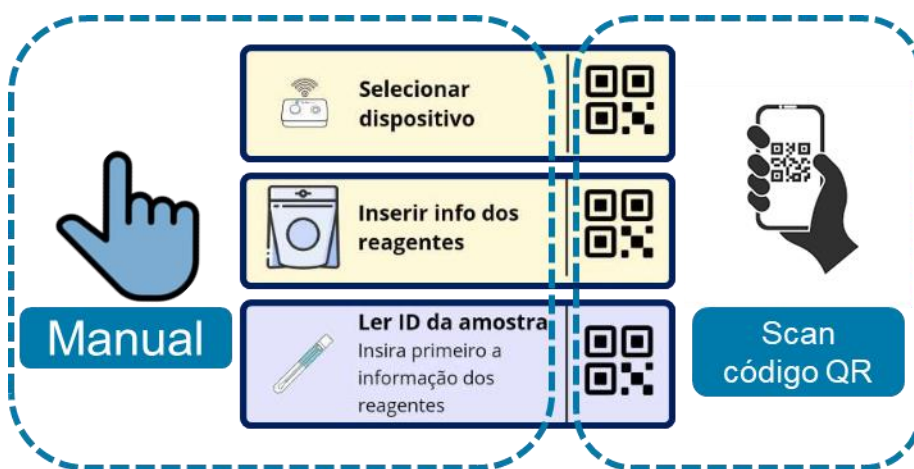 Selecionar
dispositivo
Inserir info dos
reagentes
Manual
Ler ID da amostra
Insira primeiro a
informação dos
reagentes
Scan
código QR